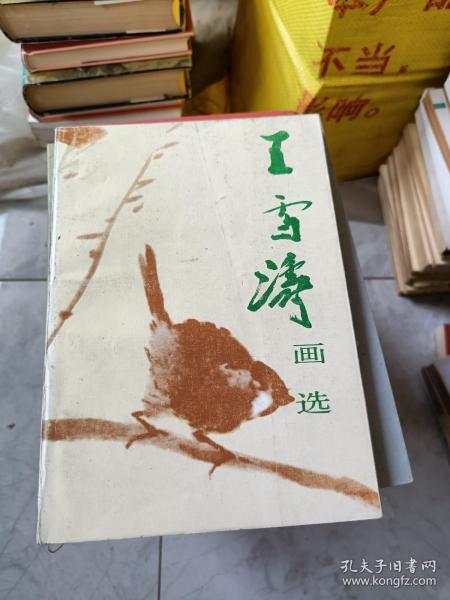 王雪涛
画选
不当，
影响。
孔夫子旧书网
www.kongfz.com